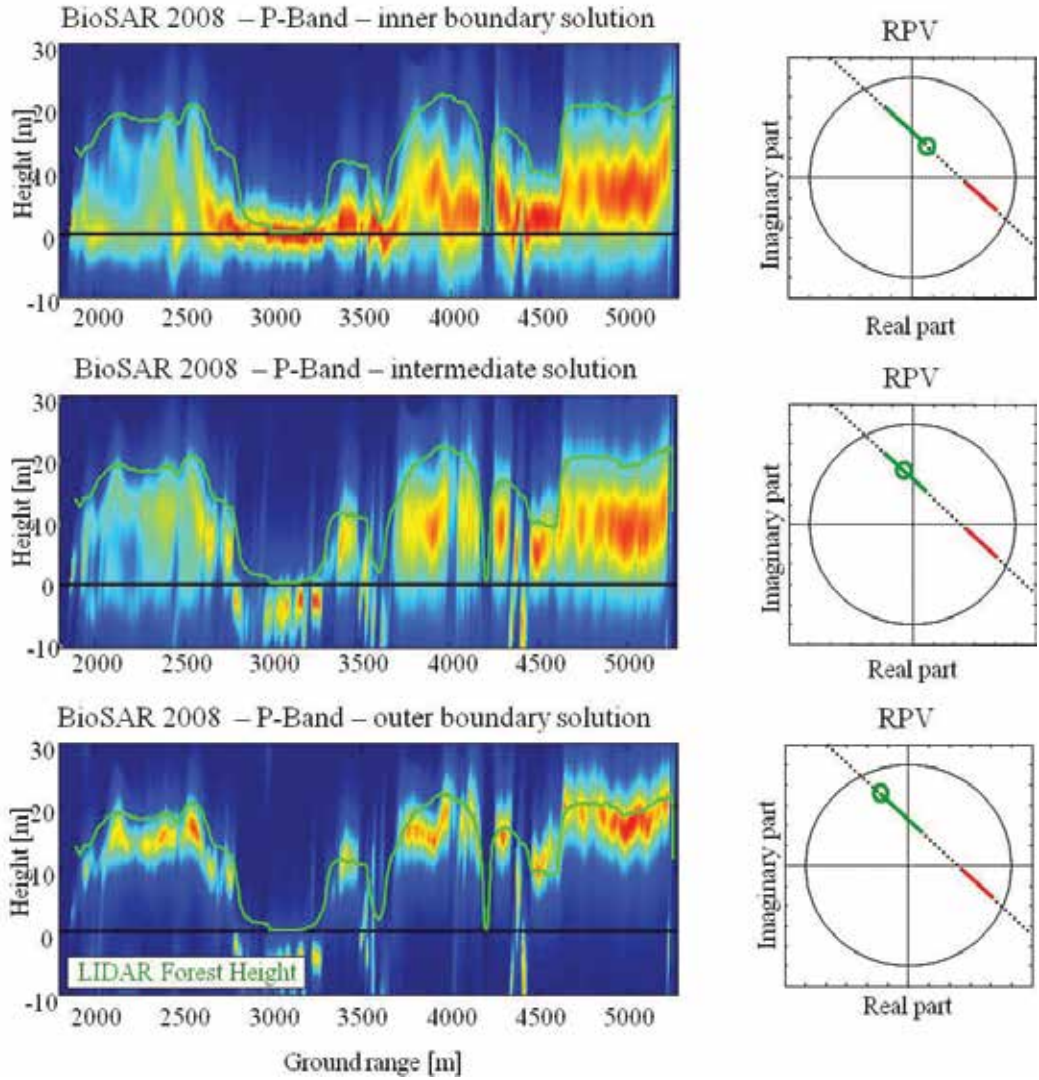 BioSAR 2008 – P-Band – inner boundary solution
RPV
30
20
10
0
-10
Height [m]
2000 2500 3000 3500 4000 4500 5000
Imaginary part
Real part
BioSAR 2008 – P-Band – intermediate solution
RPV
30
20
10
0
-10
Height [m]
2000 2500 3000 3500 4000 4500 5000
Imaginary part
Real part
BioSAR 2008 – P-Band – outer boundary solution
RPV
30
20
10
0
-10
Height [m]
LIDAR Forest Height
2000 2500 3000 3500 4000 4500 5000
Ground range [m]
Imaginary part
Real part